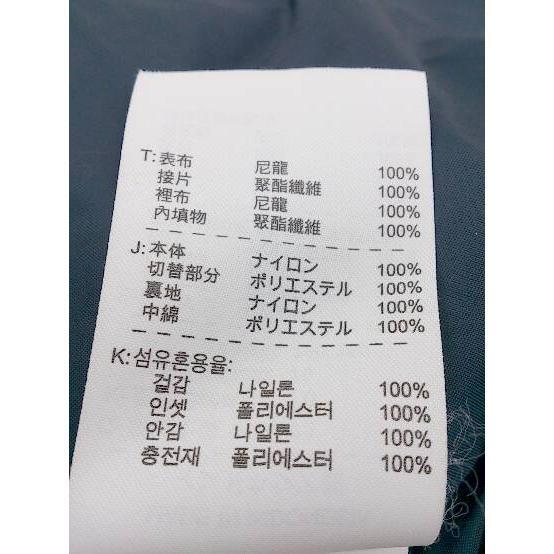 T:表布 尼龍 100%
接片 聚酯纖維 100%
裡布 尼龍 100%
內填物 聚酯纖維 100%
J:本体 ナイロン 100%
切替部分 ポリエステル 100%
裏地 ナイロン 100%
中綿 ポリエステル 100%
K:섬유혼용율:
겉감 나일론 100%
인셋 폴리에스터 100%
안감 나일론 100%
충전재 폴리에스터 100%